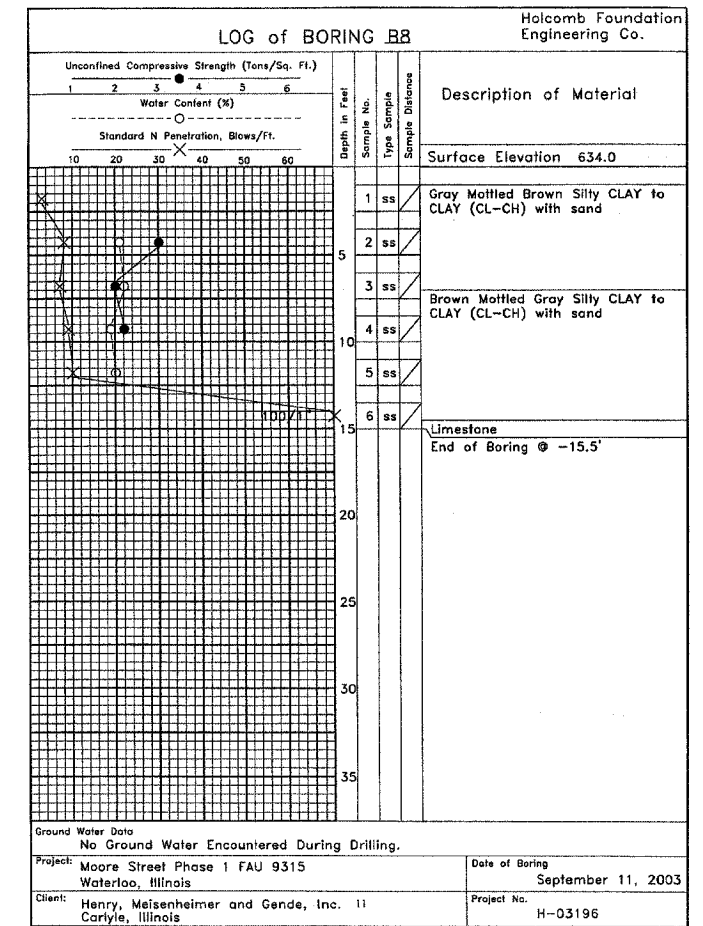 Holcomb Foundation
Engineering Co.
LOG of BORING B8
Unconfined Compressive Strength (Tons/Sq. Ft.)
1 2 3 4 5 6
Water Content (%)
Standard N Penetration, Blows/Ft.
10 20 30 40 50 60
Depth in Feet
Sample No.
Type Sample
Sample Distance
Description of Material
Surface Elevation 634.0
1 ss
Gray Mottled Brown Silty CLAY to
CLAY (CL-CH) with sand
2 ss
5
3 ss
Brown Mottled Gray Silty CLAY to
CLAY (CL-CH) with sand
4 ss
10
5 ss
100/1"
6 ss
15
Limestone
End of Boring @ -15.5'
20
25
30
35
Ground Water Data
No Ground Water Encountered During Drilling.
Project: Moore Street Phase 1 FAU 9315
Waterloo, Illinois
Date of Boring
September 11, 2003
Client: Henry, Meisenheimer and Gende, Inc. 11
Carlyle, Illinois
Project No.
H-03196